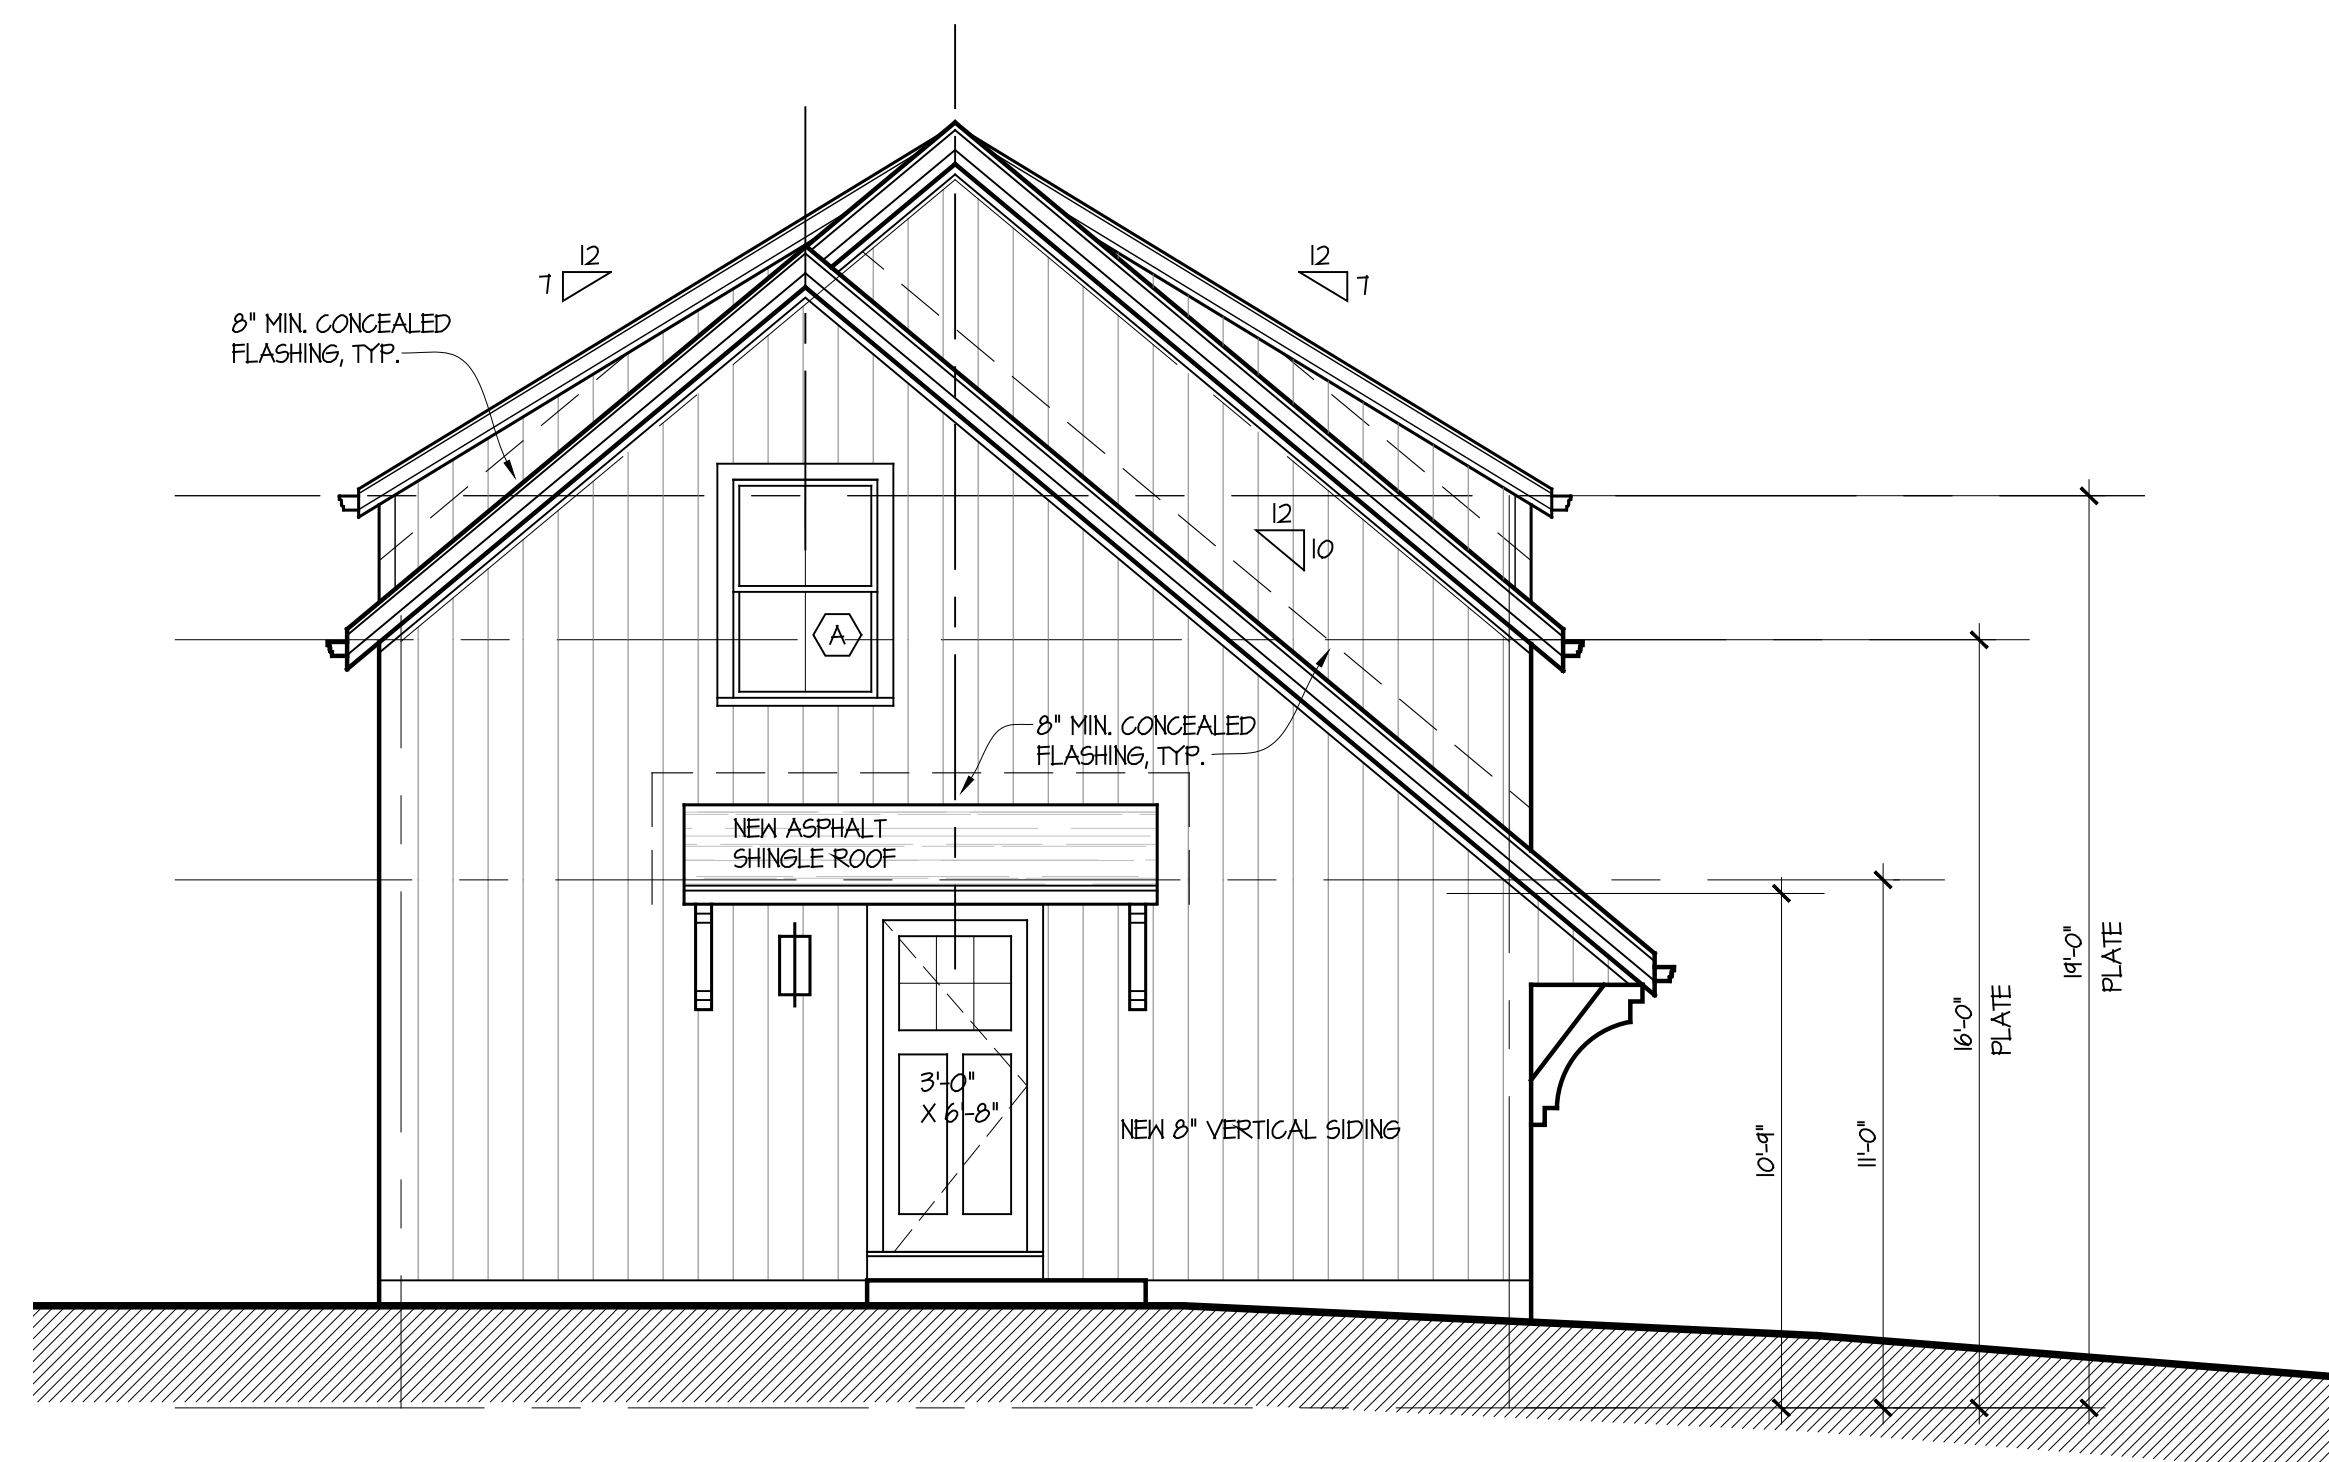 12
7
12
7
8" MIN. CONCEALED
FLASHING, TYP.
12
10
A
8" MIN. CONCEALED
FLASHING, TYP.
NEW ASPHALT
SHINGLE ROOF
3'-0"
X 6'-8"
NEW 8" VERTICAL SIDING
10'-9"
11'-0"
16'-0"
PLATE
19'-0"
PLATE